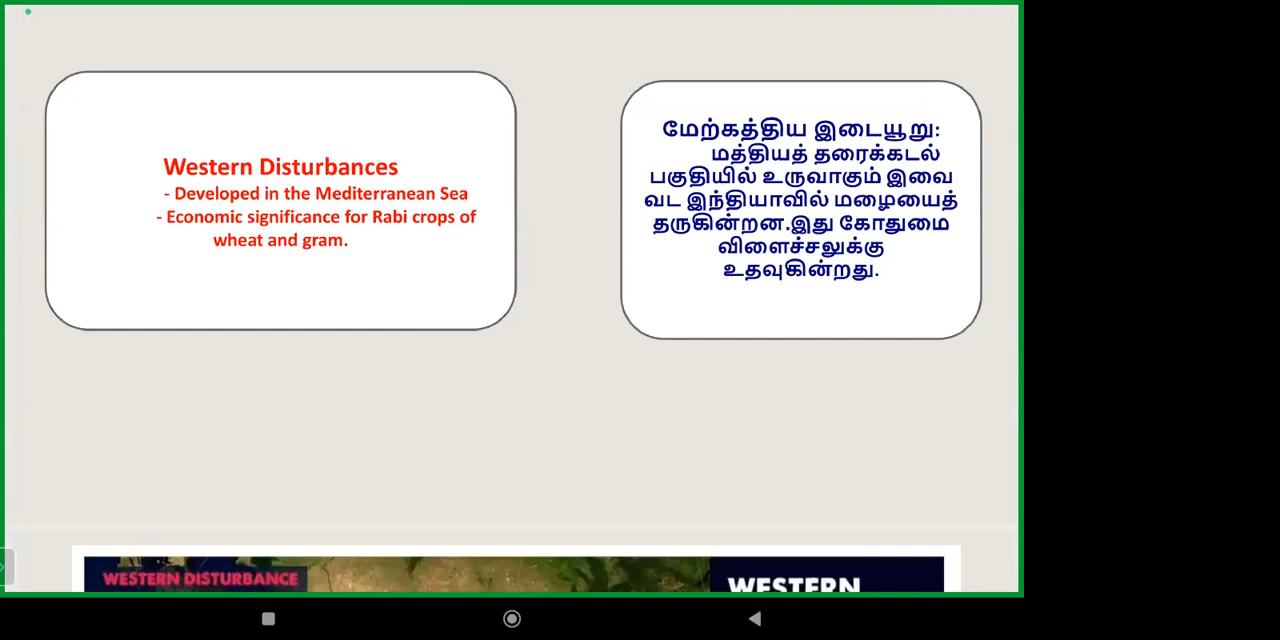 Western Disturbances
- Developed in the Mediterranean Sea
- Economic significance for Rabi crops of
wheat and gram.
மேற்கத்திய இடையூறு:
மத்தியத் தரைக்கடல்
பகுதியில் உருவாகும் இவை
வட இந்தியாவில் மழையைத்
தருகின்றன.இது கோதுமை
விளைச்சலுக்கு
உதவுகின்றது.
WESTERN DISTURBANCE
WESTERN